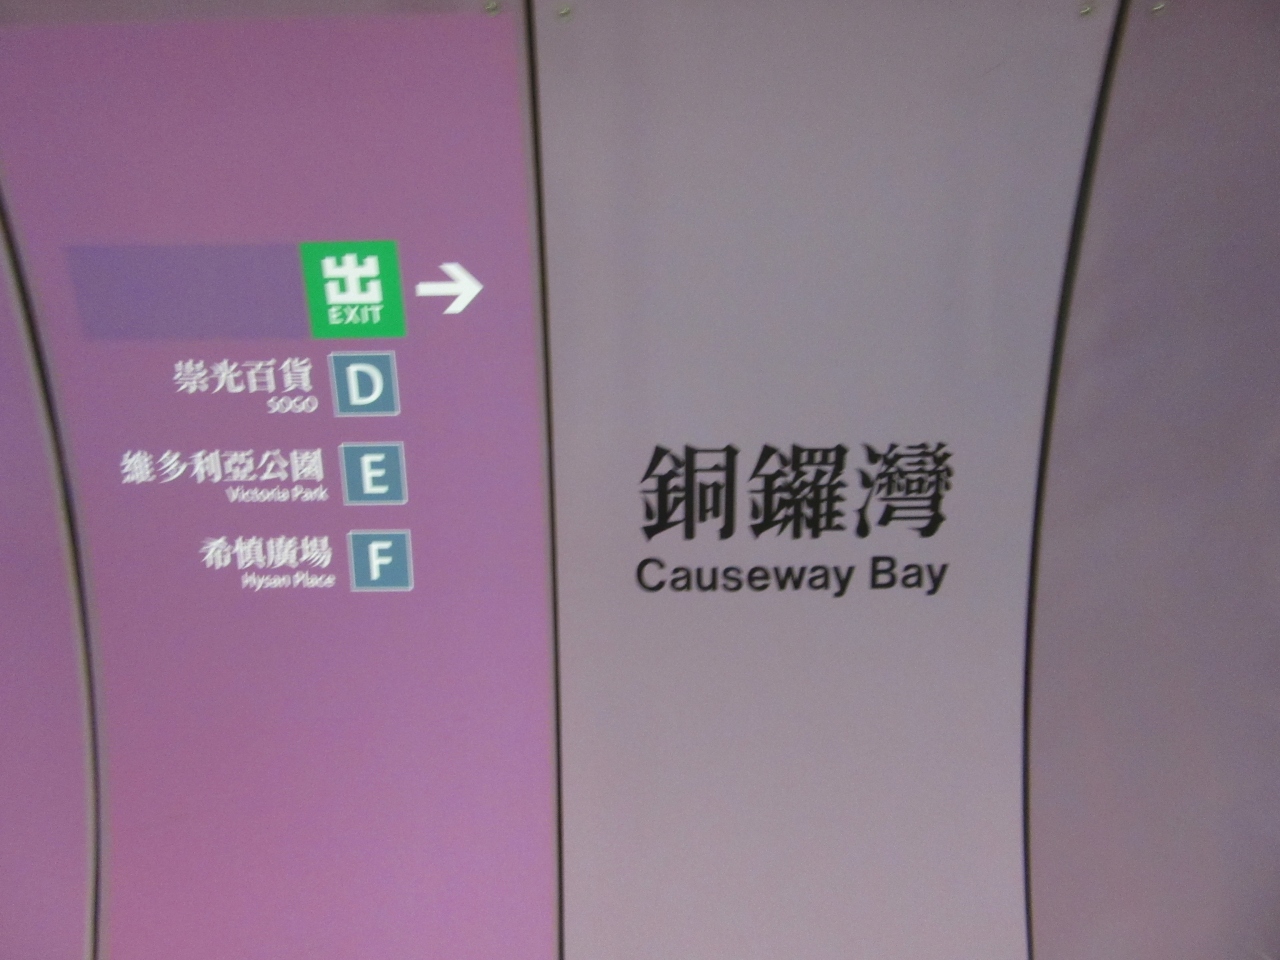 出
EXIT
崇光百貨
SOGO
D
維多利亞公園
Victoria Park
E
希慎廣場
Hysan Place
F
銅鑼灣
Causeway Bay